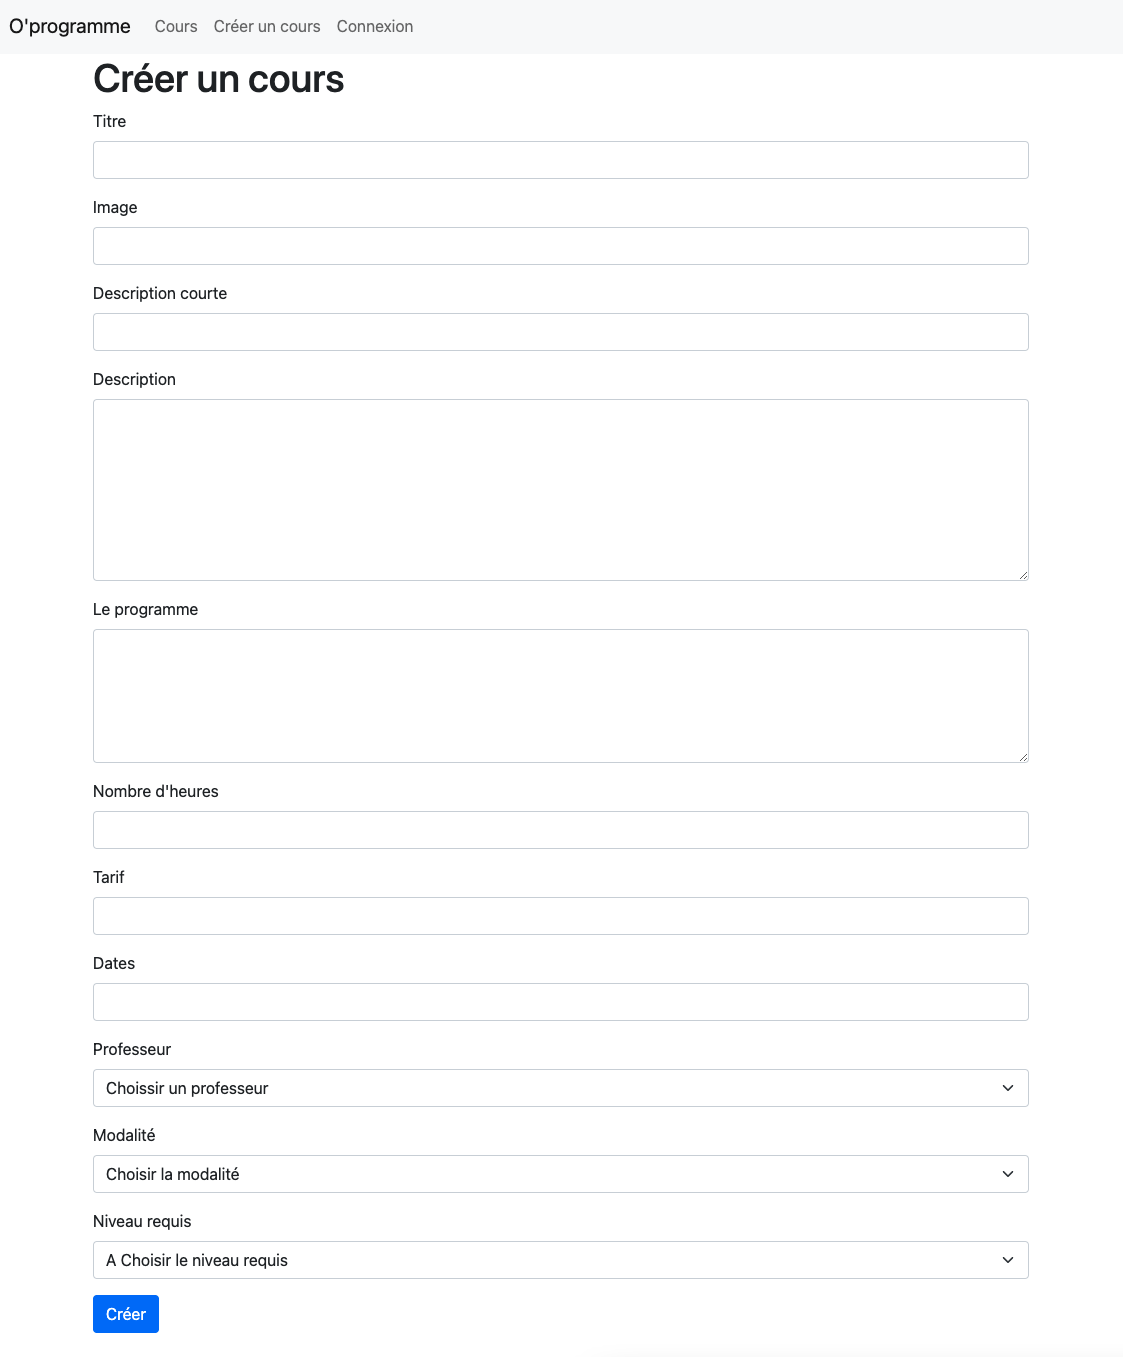 O'programme Cours Créer un cours Connexion
Créer un cours
Titre
Image
Description courte
Description
Le programme
Nombre d'heures
Tarif
Dates
Professeur
Choissir un professeur
Modalité
Choisir la modalité
Niveau requis
A Choisir le niveau requis
Créer